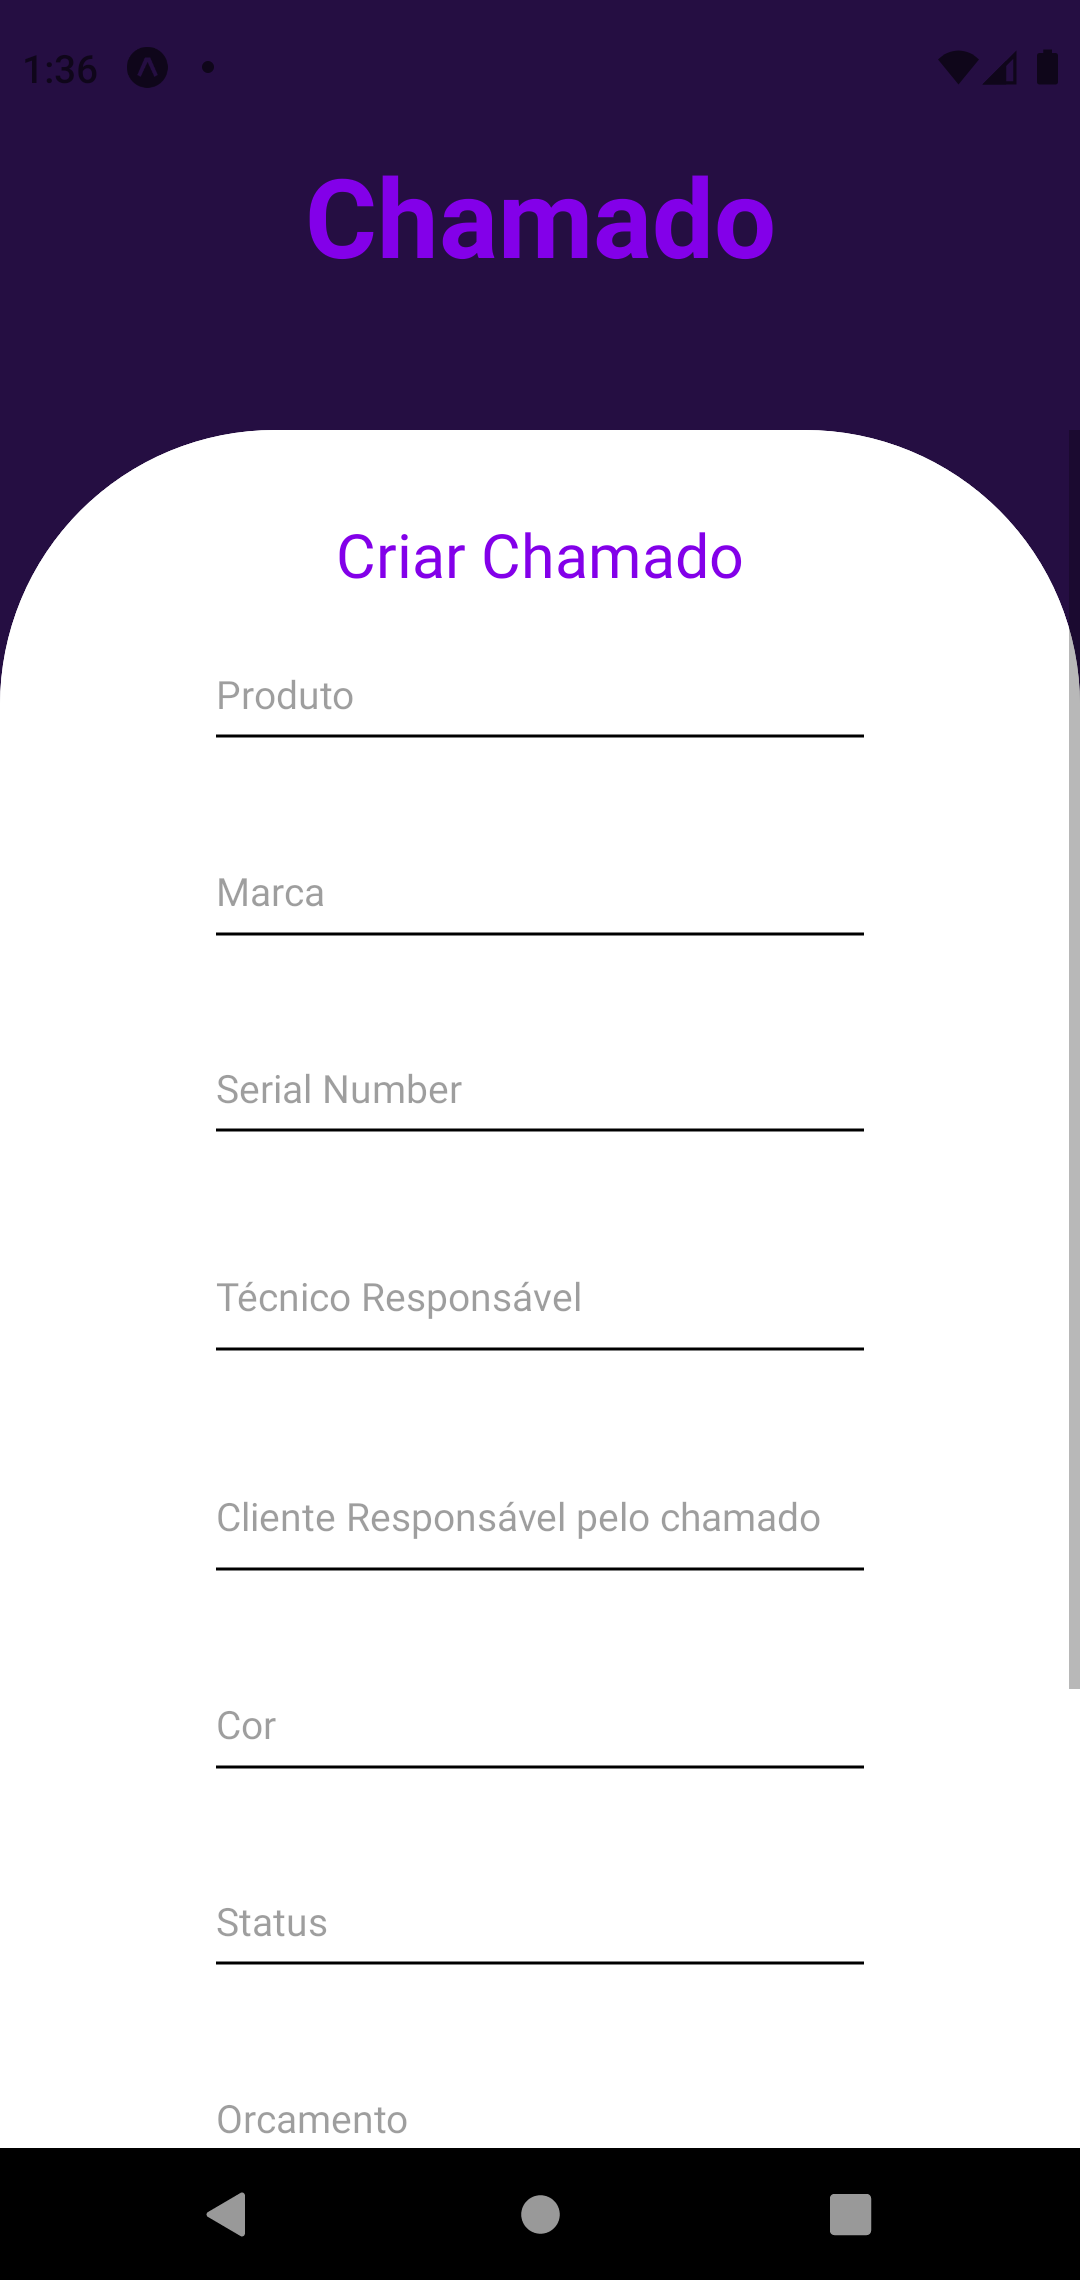 1:36
Chamado
Criar Chamado
Produto
Marca
Serial Number
Técnico Responsável
Cliente Responsável pelo chamado
Cor
Status
Orcamento